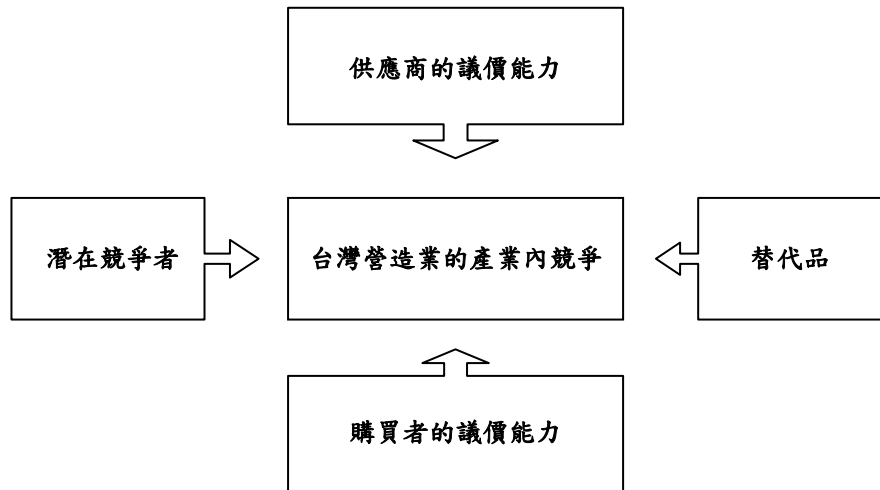 供應商的議價能力
潛在競爭者
台灣營造業的產業內競爭
替代品
購買者的議價能力